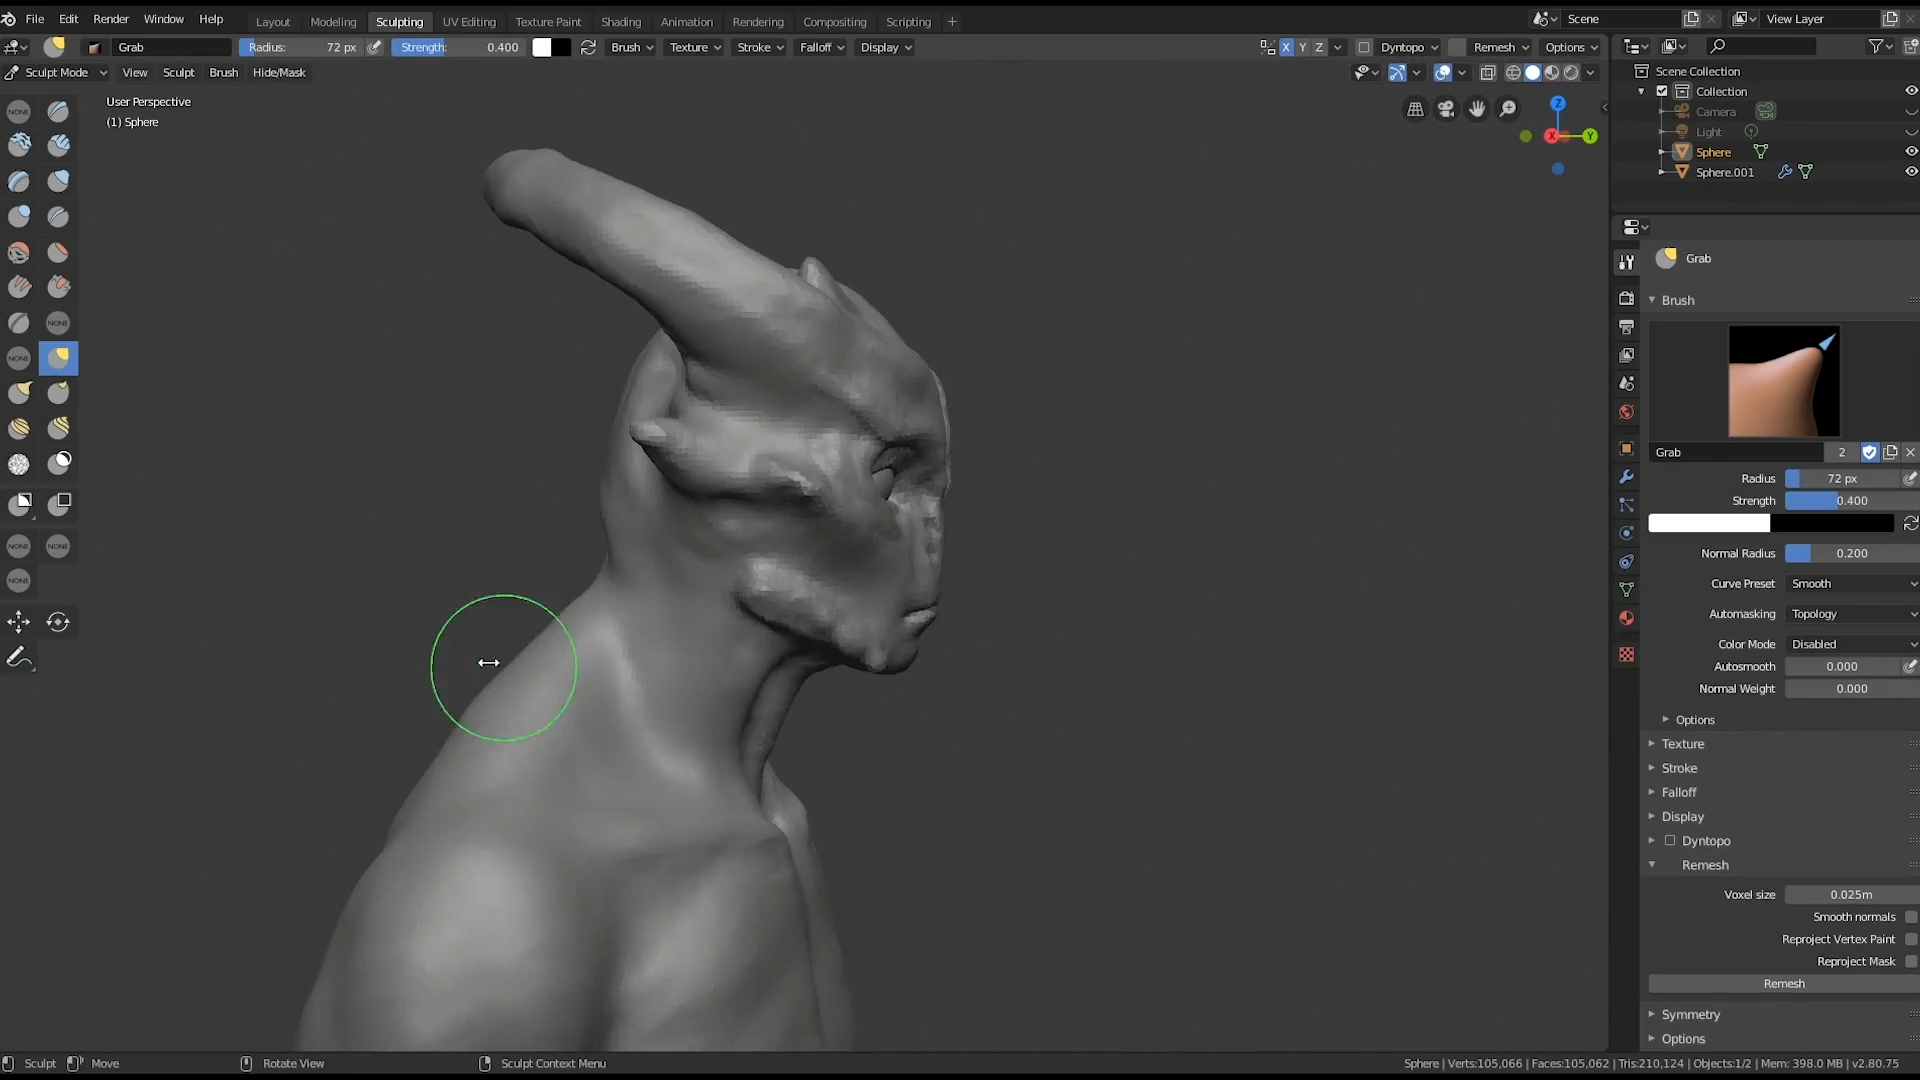 File Edit Render Window Help Layout Modeling Sculpting UV Editing Texture Paint Shading Animation Rendering Compositing Scripting + Scene View Layer
Grab Radius: 72 px Strength: 0.400 Brush Texture Stroke Falloff Display X Y Z Dyntopo Remesh Options
Sculpt Mode View Sculpt Brush Hide/Mask
User Perspective
(1) Sphere
NONE
NONE
NONE
NONE NONE
NONE
Z
X Y
Scene Collection
Collection
Camera
Light
Sphere
Sphere.001
Grab
Brush
Grab 2
Radius 72 px
Strength 0.400
Normal Radius 0.200
Curve Preset Smooth
Automasking Topology
Color Mode Disabled
Autosmooth 0.000
Normal Weight 0.000
Options
Texture
Stroke
Falloff
Display
Dyntopo
Remesh
Voxel size 0.025m
Smooth normals
Reproject Vertex Paint
Reproject Mask
Remesh
Symmetry
Options
Sculpt Move Rotate View Sculpt Context Menu Sphere | Verts:105,066 | Faces:105,062 | Tris:210,124 | Objects:1/2 | Mem: 398.0 MB | v2.80.75